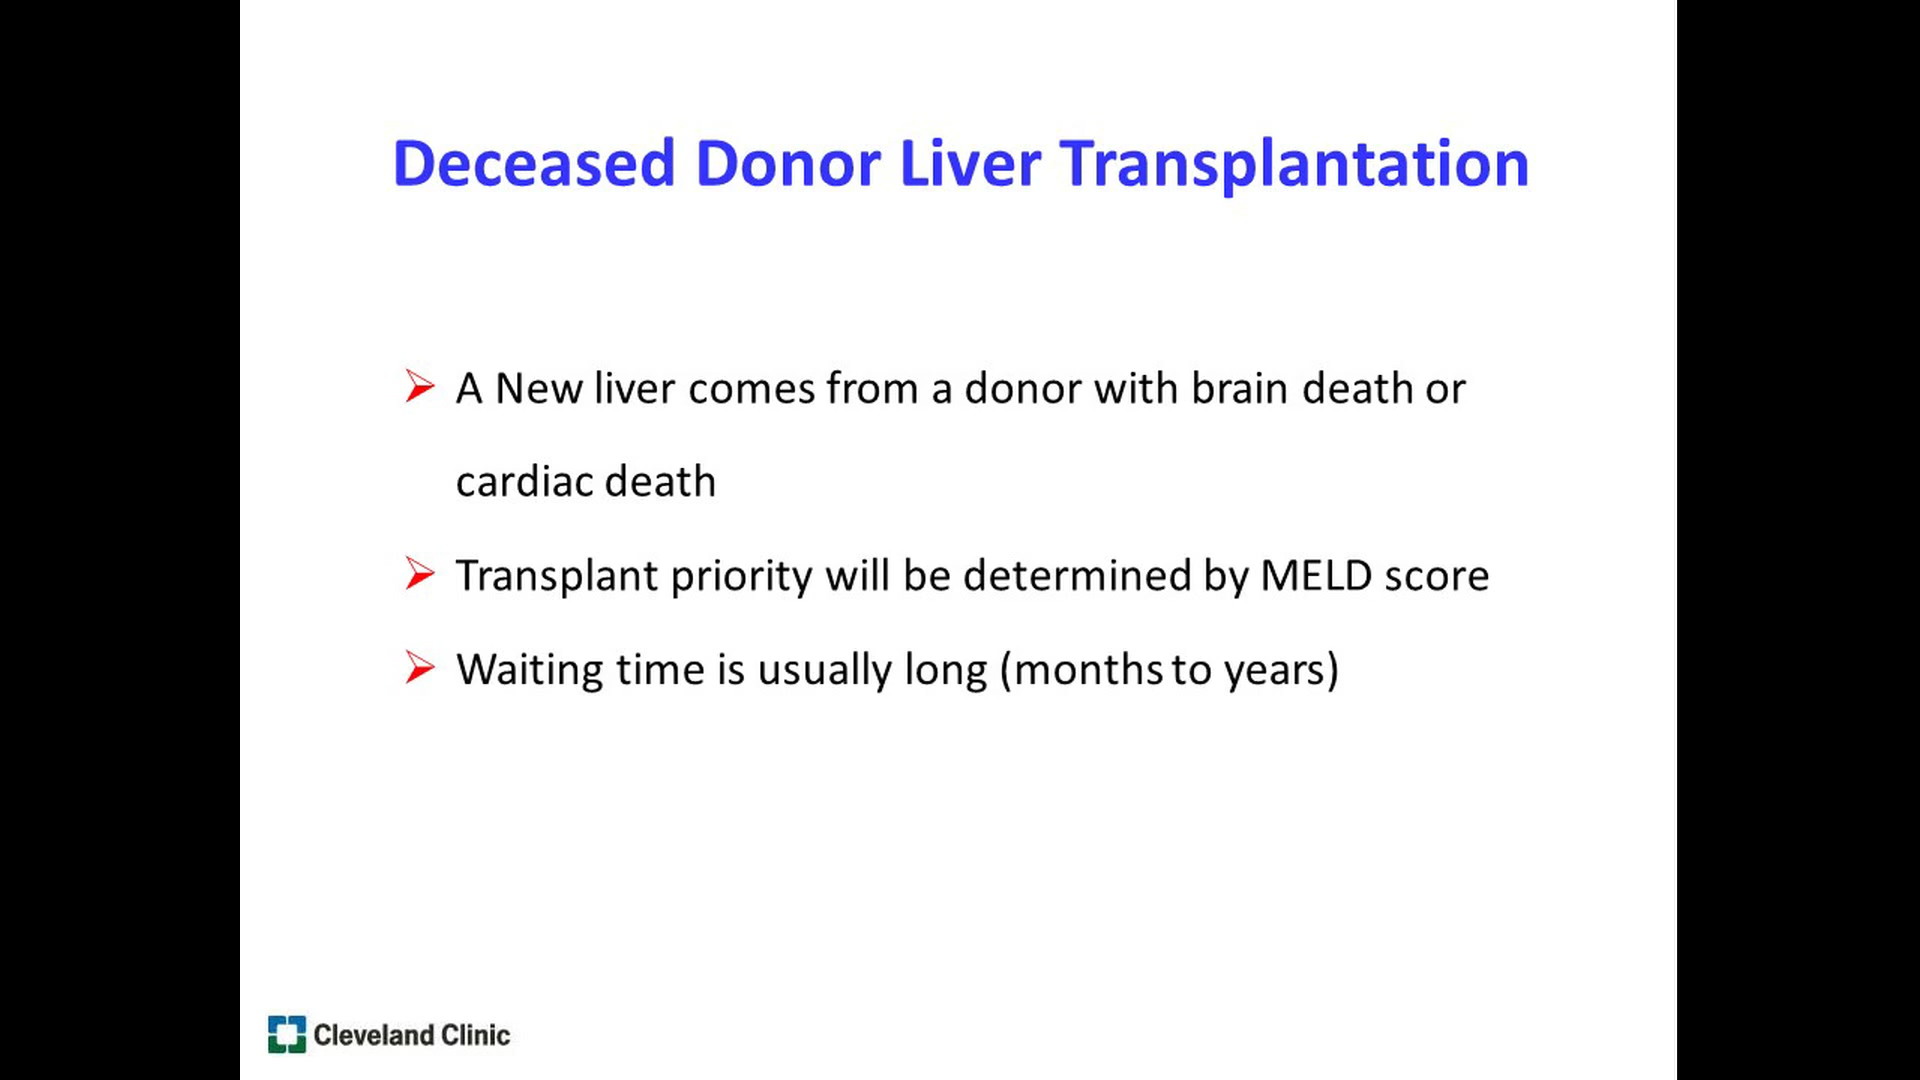 Deceased Donor Liver Transplantation
A New liver comes from a donor with brain death or
cardiac death
Transplant priority will be determined by MELD score
Waiting time is usually long (months to years)
Cleveland Clinic